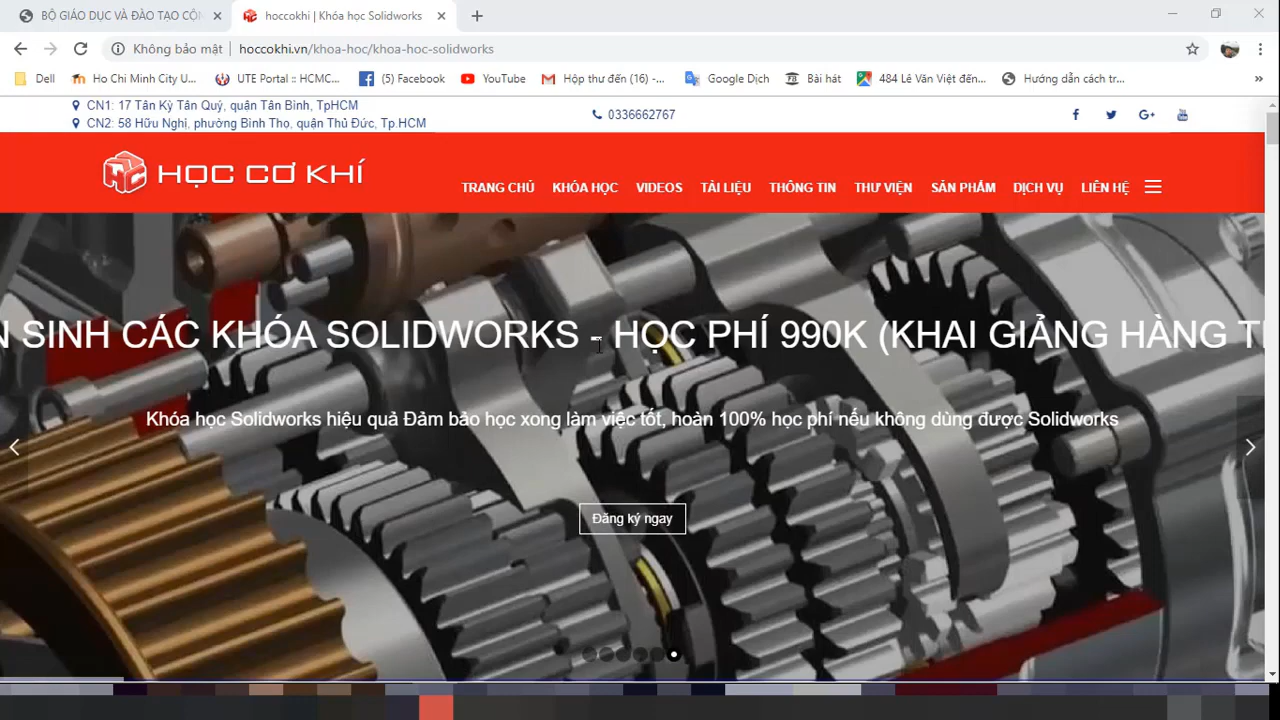 BỘ GIÁO DỤC VÀ ĐÀO TẠO CÔN
hoccokhi | Khóa học Solidworks
Không bảo mật | hoccokhi.vn/khoa-hoc/khoa-hoc-solidworks
Dell
Ho Chi Minh City U...
UTE Portal :: HCMC...
(5) Facebook
YouTube
Hộp thư đến (16) -...
Google Dịch
Bài hát
484 Lê Văn Việt đến...
Hướng dẫn cách tr...
CN1: 17 Tân Kỳ Tân Quý, quận Tân Bình, TpHCM
0336662767
CN2: 58 Hữu Nghị, phường Bình Thọ, quận Thủ Đức, Tp.HCM
HỌC CƠ KHÍ
TRANG CHỦ
KHÓA HỌC
VIDEOS
TÀI LIỆU
THÔNG TIN
THƯ VIỆN
SẢN PHẨM
DỊCH VỤ
LIÊN HỆ
N SINH CÁC KHÓA SOLIDWORKS - HỌC PHÍ 990K (KHAI GIẢNG HÀNG T
Khóa học Solidworks hiệu quả Đảm bảo học xong làm việc tốt, hoàn 100% học phí nếu không dùng được Solidworks
Đăng ký ngay